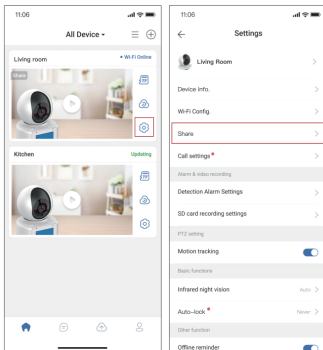 11:06
All Device
Living room
Wi-Fi Online
Share
Kitchen
Updating
11:06
Settings
Living Room
Device Info.
Wi-Fi Config.
Share
Call settings
Alarm & video recording
Detection Alarm Settings
SD card recording settings
PTZ setting
Motion tracking
Basic functions
Infrared night vision Auto
Auto-lock Never
Other function
Offline reminder